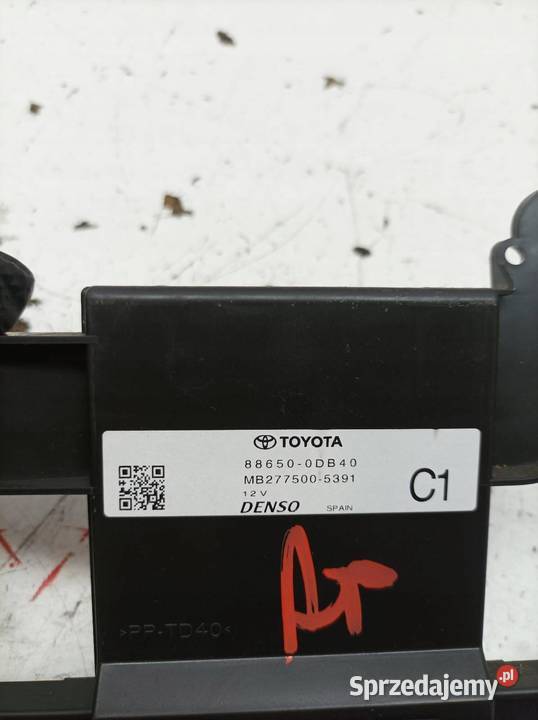 TOYOTA
88650-0DB40
MB277500-5391
12V
DENSO SPAIN
C1
>PP-TD40<
Sprzedajemy.pl